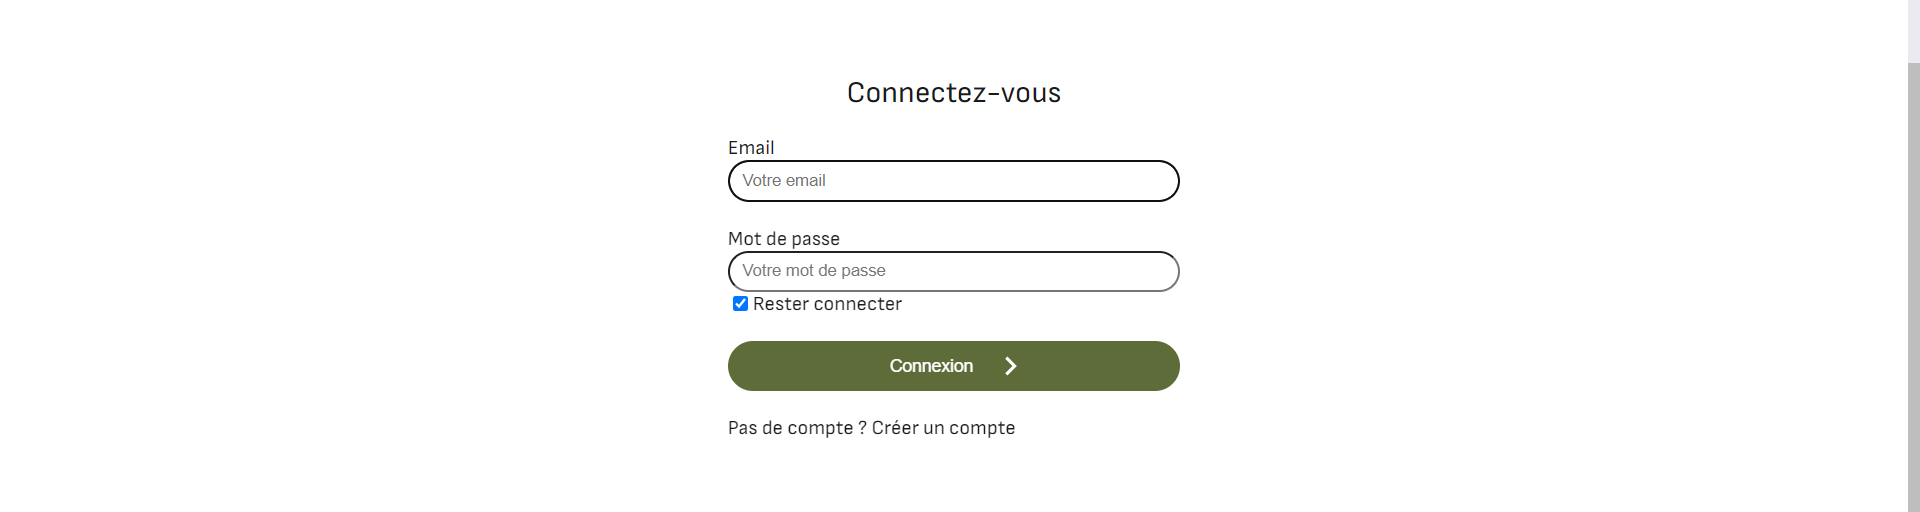 Connectez-vous
Email
Votre email
Mot de passe
Votre mot de passe
Rester connecter
Connexion
Pas de compte ? Créer un compte